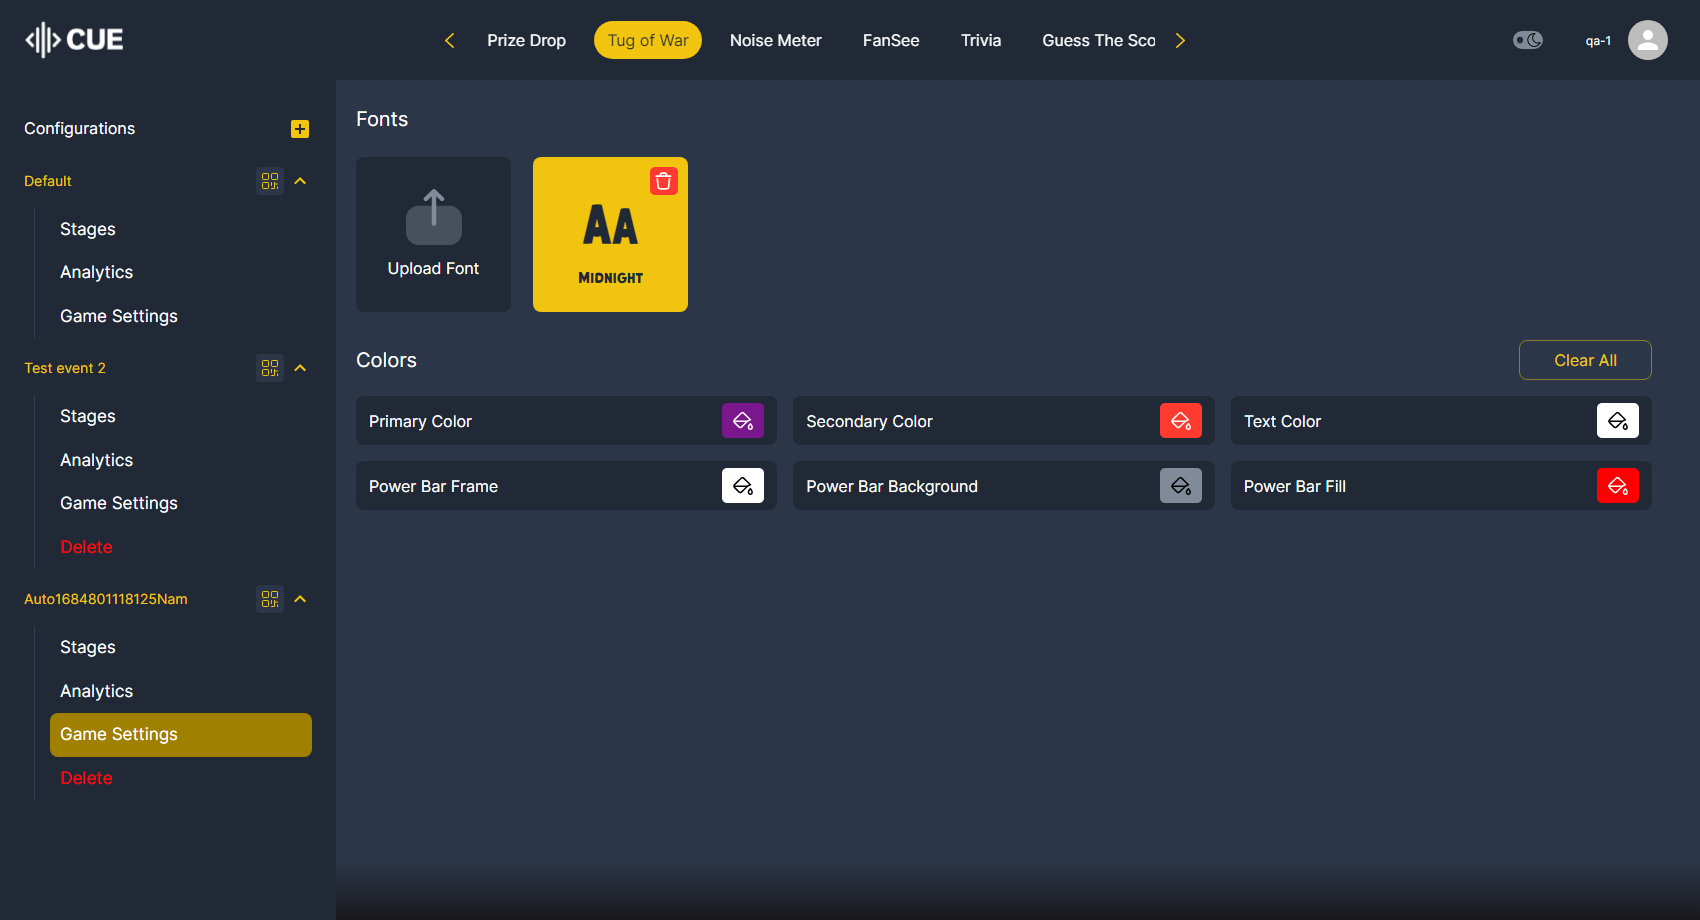 CUE
Prize Drop
Tug of War
Noise Meter
FanSee
Trivia
Guess The Sco
qa-1
Configurations
Default
Stages
Analytics
Game Settings
Test event 2
Stages
Analytics
Game Settings
Delete
Auto1684801118125Nam
Stages
Analytics
Game Settings
Delete
Fonts
Upload Font
AA
MIDNIGHT
Colors
Clear All
Primary Color
Secondary Color
Text Color
Power Bar Frame
Power Bar Background
Power Bar Fill